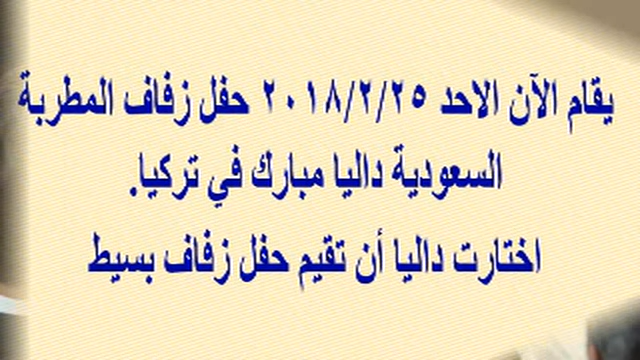 يقام الآن الاحد ٢٠١٨/٢/٢٥ حفل زفاف المطربة
السعودية داليا مبارك في تركيا.
اختارت داليا أن تقيم حفل زفاف بسيط